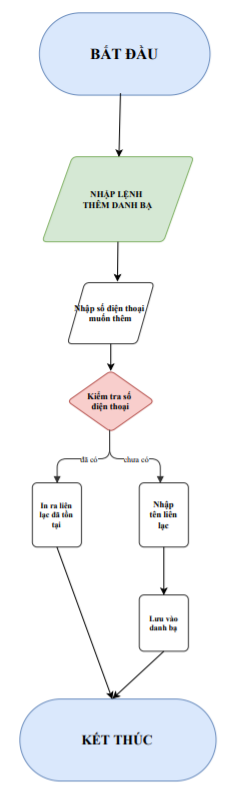 BẮT ĐẦU
NHẬP LỆNH
THÊM DANH BẠ
Nhập số điện thoại
muốn thêm
Kiểm tra số
điện thoại
đã có
chưa có
In ra liên
lạc đã tồn
tại
Nhập
tên liên
lạc
Lưu vào
danh bạ
KẾT THÚC